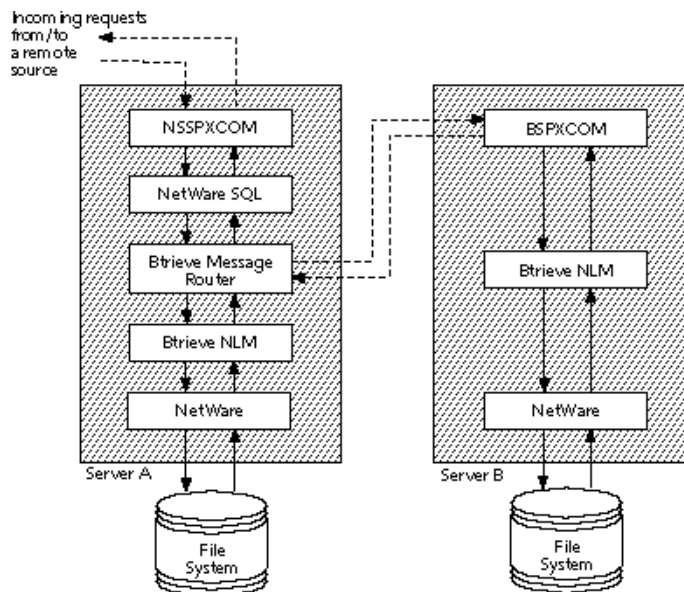 Incoming requests
from/to
a remote
source
NSSPXCOM
NetWare SQL
Btrieve Message
Router
Btrieve NLM
NetWare
Server A
File
System
BSPXCOM
Btrieve NLM
NetWare
Server B
File
System